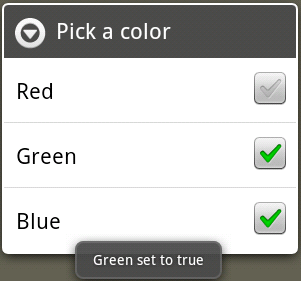 Pick a color
Red
Green
Blue
Green set to true